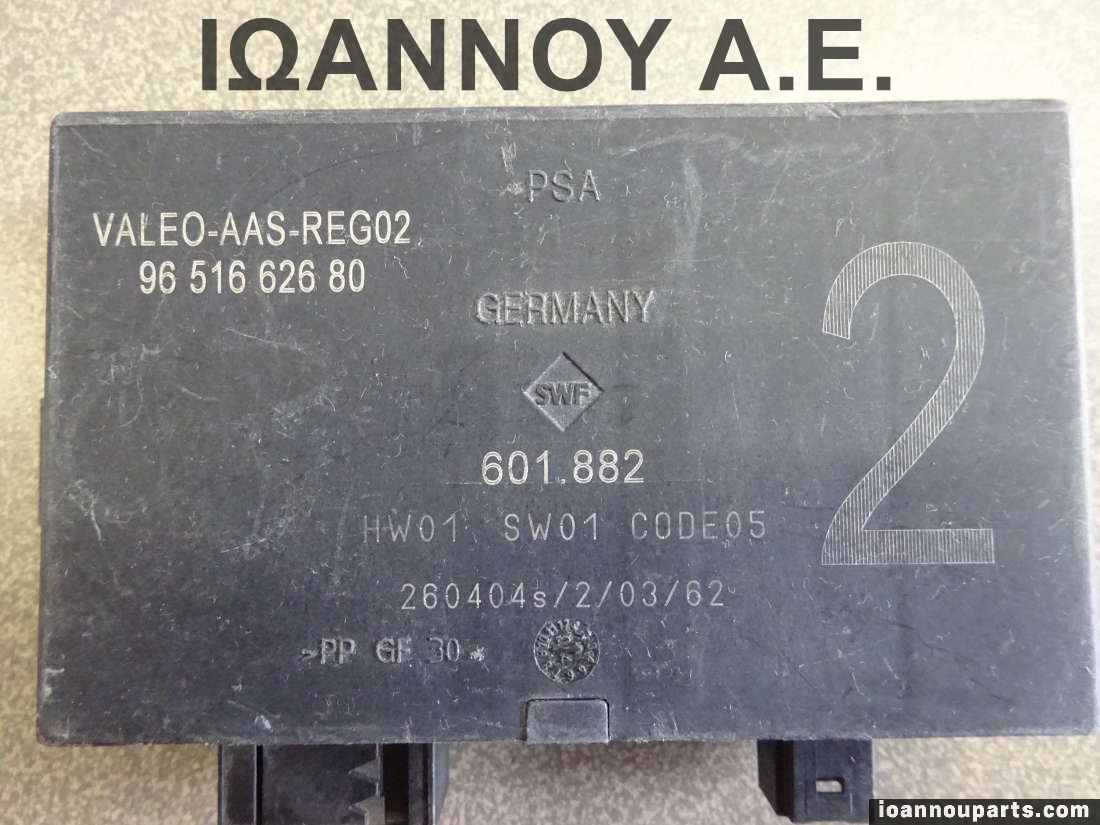 ΙΩΑΝΝΟΥ Α.Ε.
PSA
VALEO-AAS-REG02
96 516 626 80
GERMANY
2
SWF
601.882
HW01 SW01 CODE05
260404s/2/03/62
>PP GF 30<
ioannouparts.com